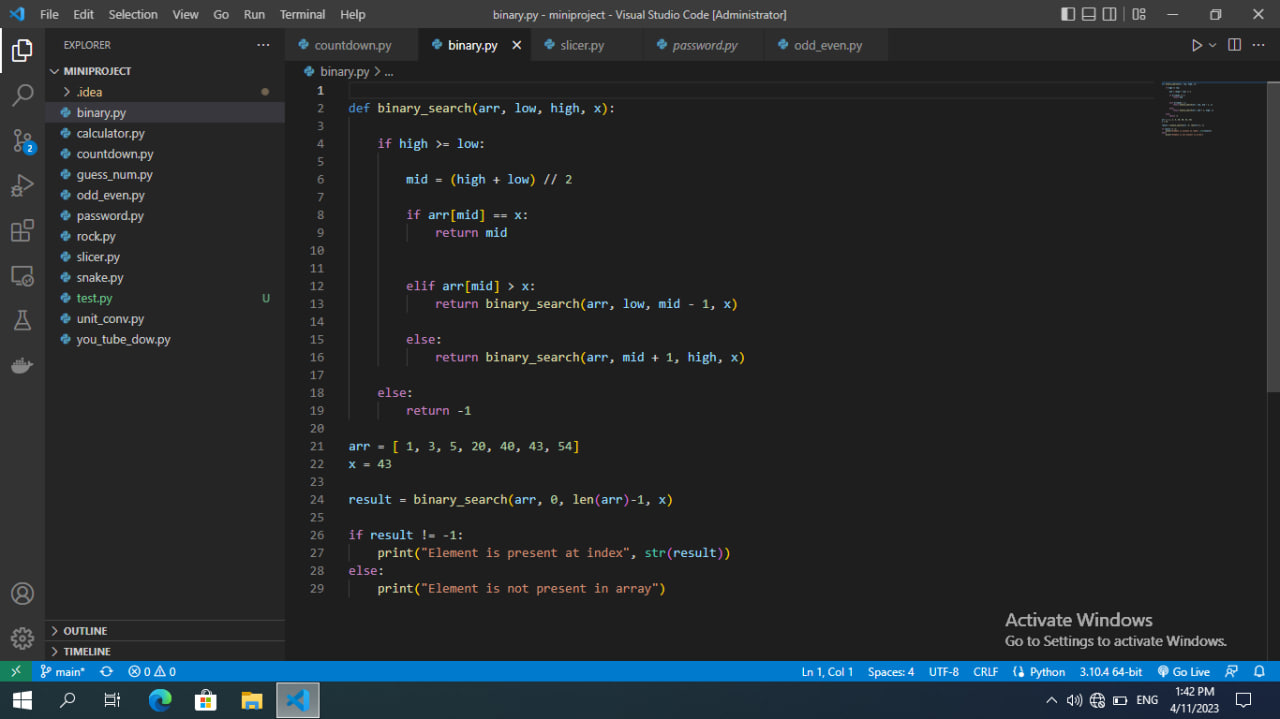 File Edit Selection View Go Run Terminal Help binary.py - miniproject - Visual Studio Code [Administrator]
EXPLORER ... countdown.py binary.py slicer.py password.py odd_even.py ...
MINIPROJECT
.idea
binary.py
calculator.py
countdown.py
guess_num.py
odd_even.py
password.py
rock.py
slicer.py
snake.py
test.py U
unit_conv.py
you_tube_dow.py
OUTLINE
TIMELINE
2
binary.py > ...
1
2 def binary_search(arr, low, high, x):
3
4 if high >= low:
5
6 mid = (high + low) // 2
7
8 if arr[mid] == x:
9 return mid
10
11
12 elif arr[mid] > x:
13 return binary_search(arr, low, mid - 1, x)
14
15 else:
16 return binary_search(arr, mid + 1, high, x)
17
18 else:
19 return -1
20
21 arr = [ 1, 3, 5, 20, 40, 43, 54]
22 x = 43
23
24 result = binary_search(arr, 0, len(arr)-1, x)
25
26 if result != -1:
27 print("Element is present at index", str(result))
28 else:
29 print("Element is not present in array")
Activate Windows
Go to Settings to activate Windows.
main* 0 0 Ln 1, Col 1 Spaces: 4 UTF-8 CRLF Python 3.10.4 64-bit Go Live
ENG 1:42 PM
4/11/2023